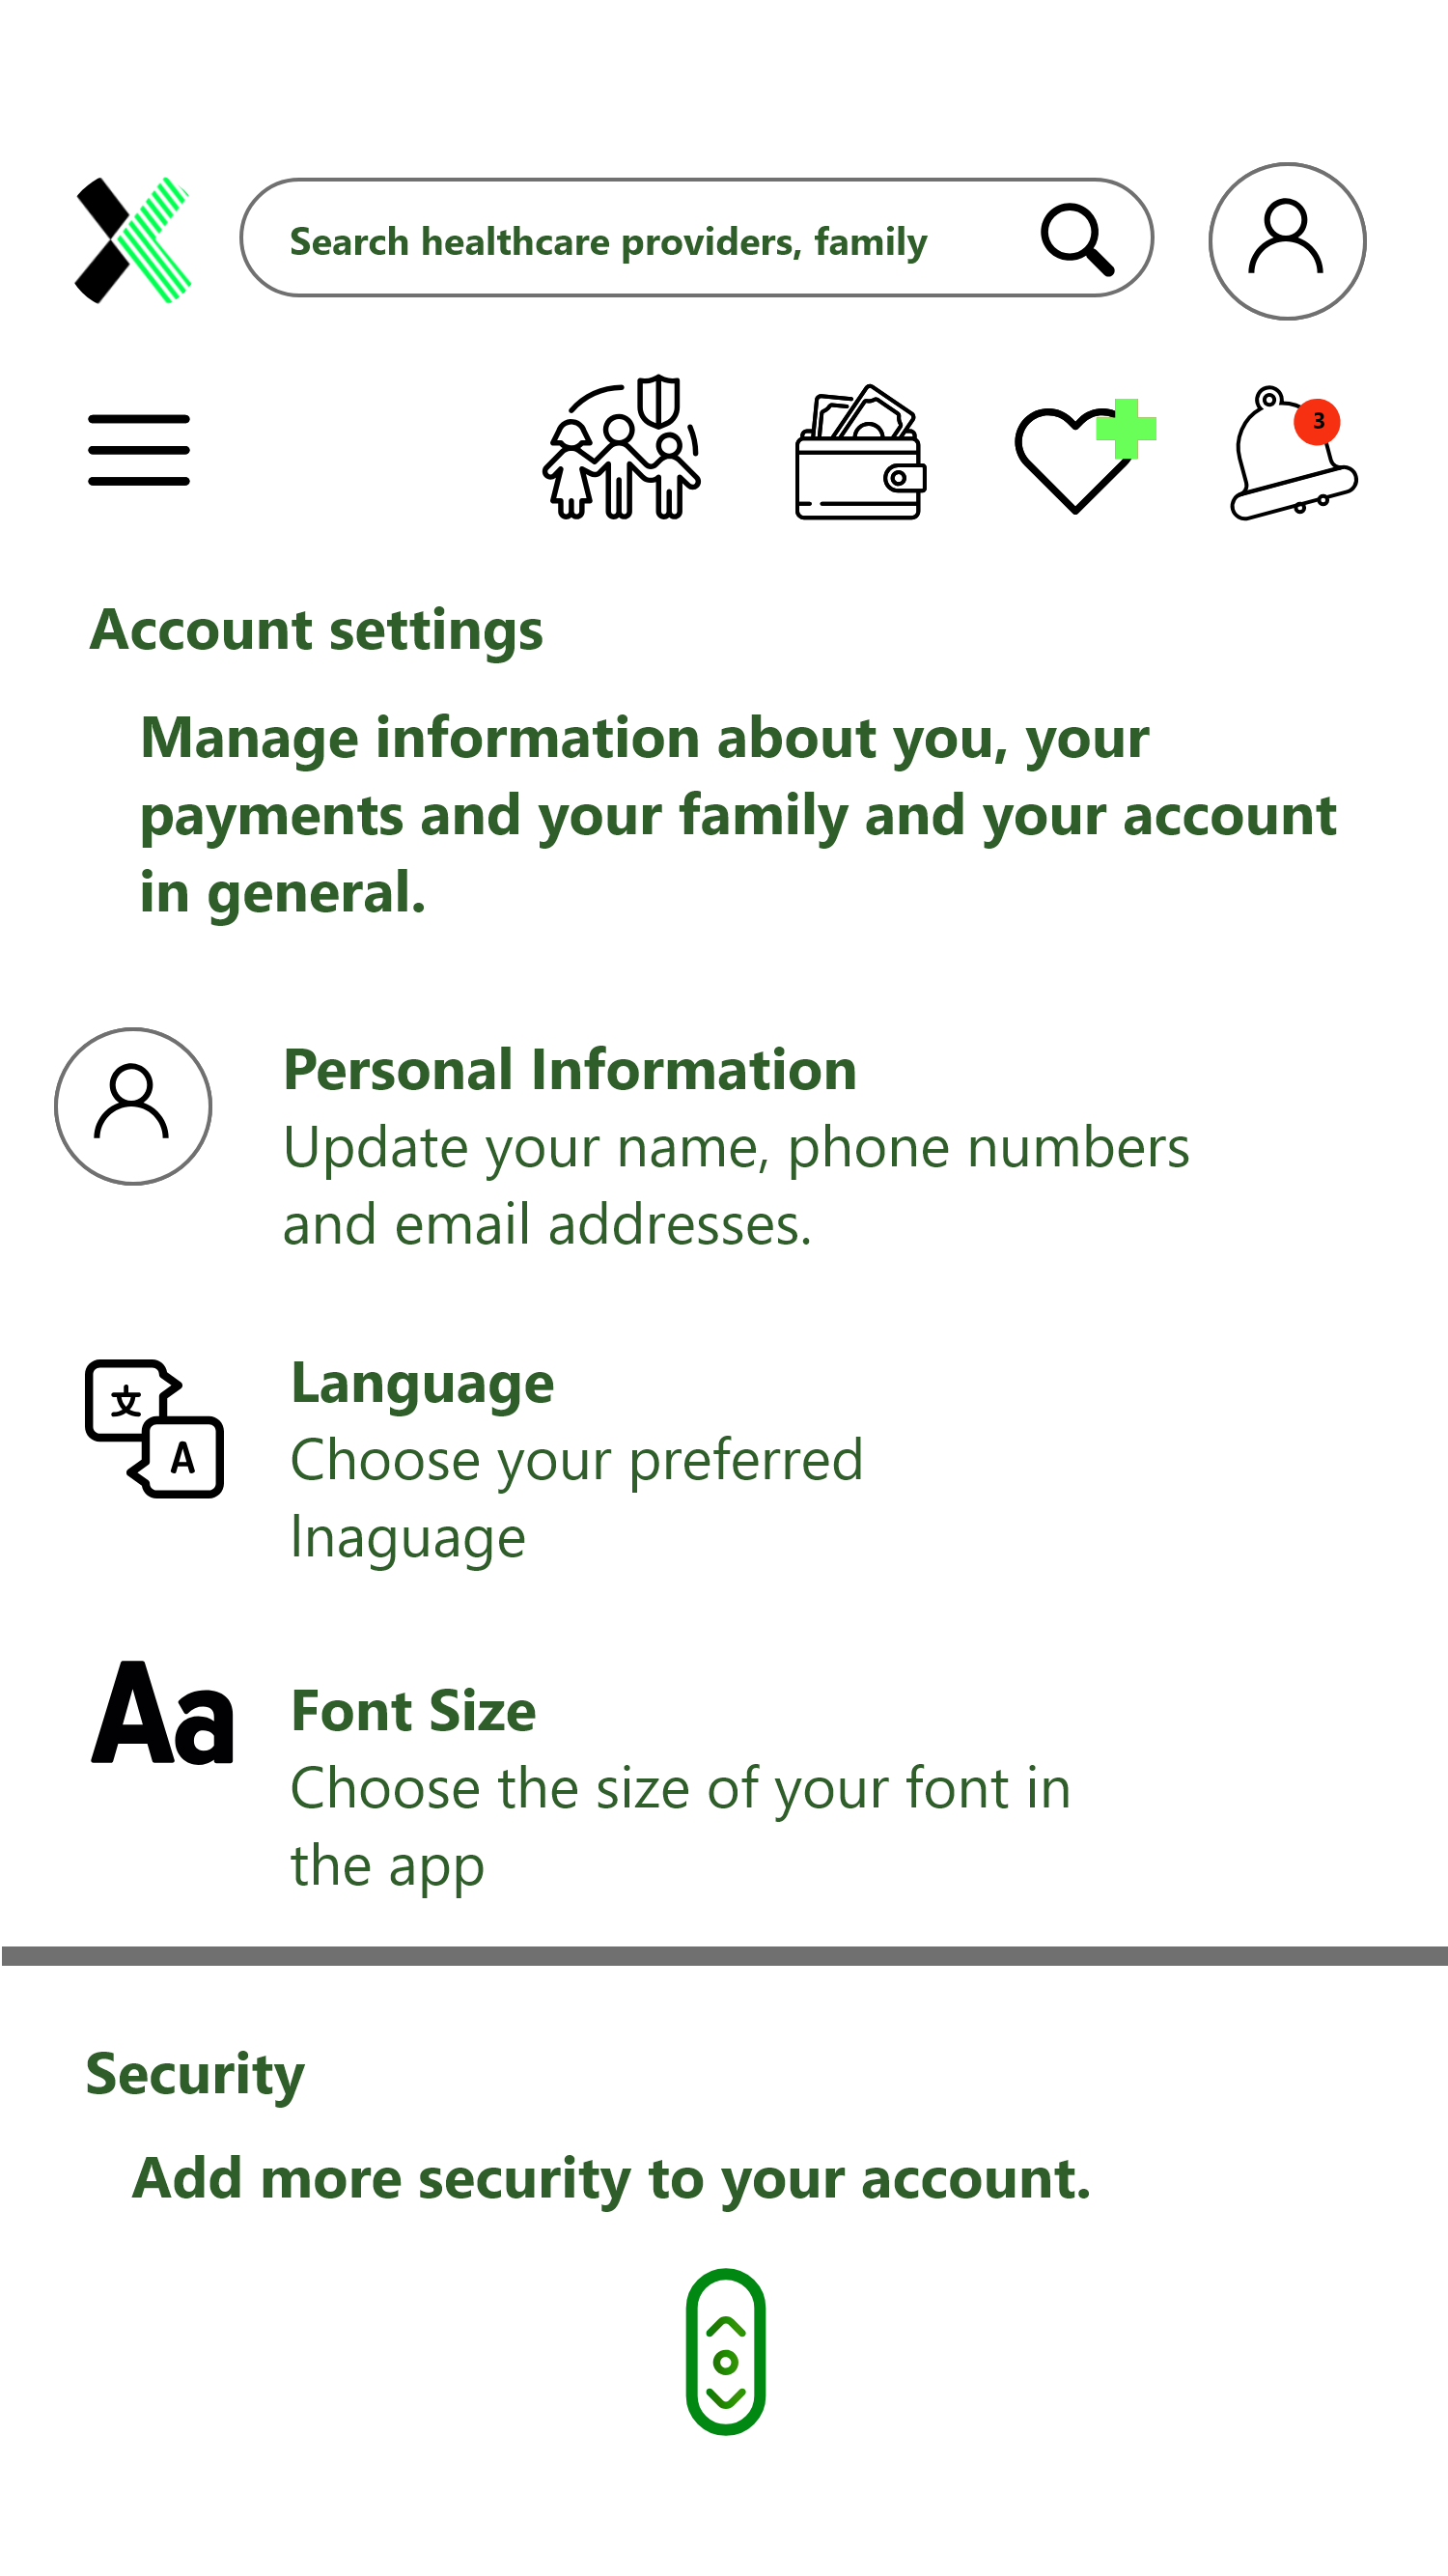 Search healthcare providers, family
3
Account settings
Manage information about you, your
payments and your family and your account
in general.
Personal Information
Update your name, phone numbers
and email addresses.
文
A
Language
Choose your preferred
lnaguage
Aa
Font Size
Choose the size of your font in
the app
Security
Add more security to your account.